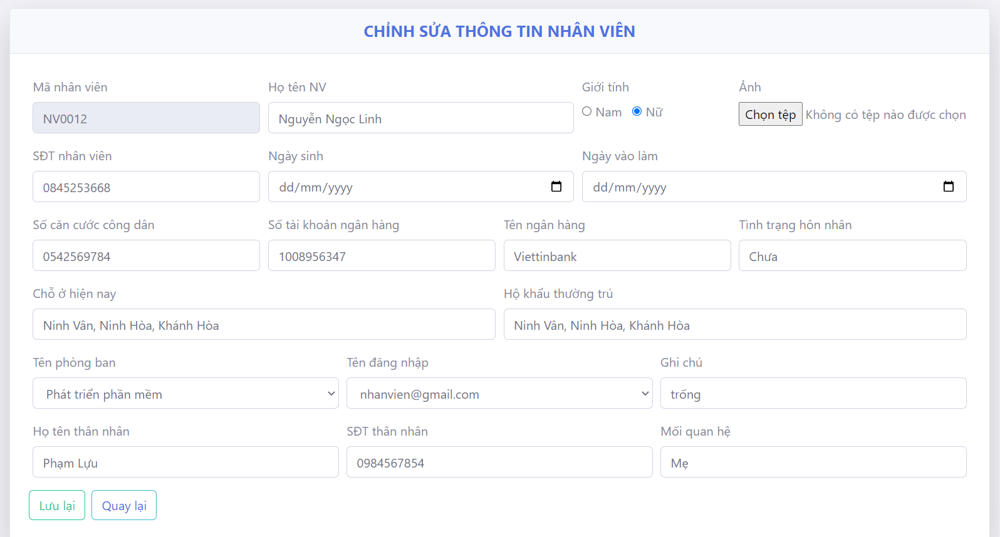 CHỈNH SỬA THÔNG TIN NHÂN VIÊN
Mã nhân viên Họ tên NV Giới tính Ảnh
NV0012 Nguyễn Ngọc Linh Nam Nữ Chọn tệp Không có tệp nào được chọn
SĐT nhân viên Ngày sinh Ngày vào làm
0845253668 dd/mm/yyyy dd/mm/yyyy
Số căn cước công dân Số tài khoản ngân hàng Tên ngân hàng Tình trạng hôn nhân
0542569784 1008956347 Viettinbank Chưa
Chỗ ở hiện nay Hộ khẩu thường trú
Ninh Vân, Ninh Hòa, Khánh Hòa Ninh Vân, Ninh Hòa, Khánh Hòa
Tên phòng ban Tên đăng nhập Ghi chú
Phát triển phần mềm nhanvien@gmail.com trống
Họ tên thân nhân SĐT thân nhân Mối quan hệ
Phạm Lựu 0984567854 Mẹ
Lưu lại Quay lại